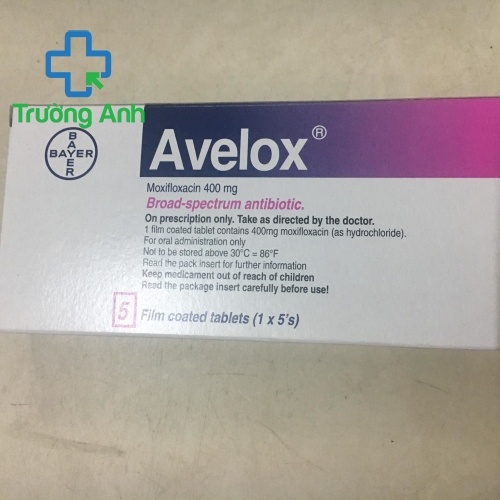 Trường Anh
BAYER
BAYER
Avelox®
Moxifloxacin 400 mg
Broad-spectrum antibiotic.
On prescription only. Take as directed by the doctor.
1 film coated tablet contains 400mg moxifloxacin (as hydrochloride).
For oral administration only
Not to be stored above 30°C = 86°F
Read the pack insert for further information
Keep medicament out of reach of children
Read the package insert carefully before use!
5 Film coated tablets (1 x 5's)